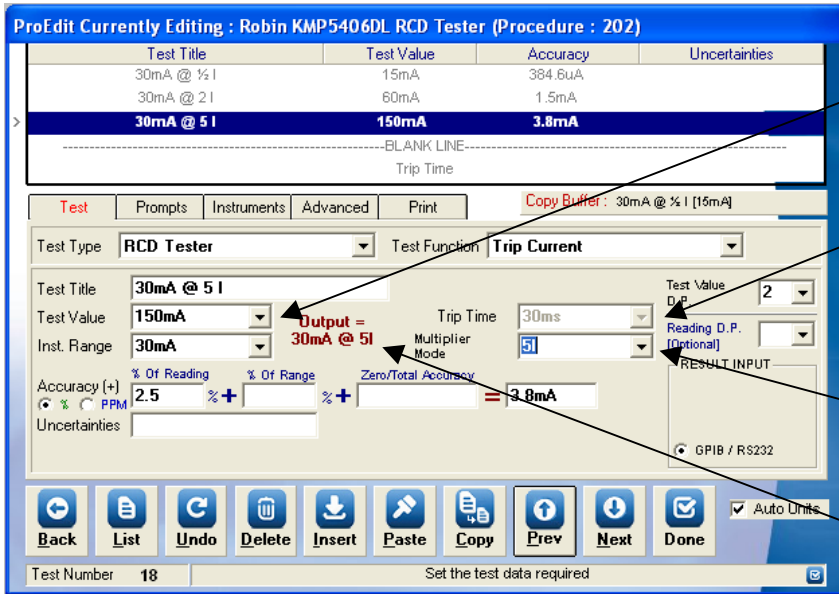 ProEdit Currently Editing : Robin KMP5406DL RCD Tester (Procedure : 202)
Test Title Test Value Accuracy Uncertainties
30mA @ ½ I 15mA 384.6uA
30mA @ 2 I 60mA 1.5mA
> 30mA @ 5 I 150mA 3.8mA
BLANK LINE
Trip Time
Test Prompts Instruments Advanced Print Copy Buffer : 30mA @ ½ I [15mA]
Test Type RCD Tester Test Function Trip Current
Test Title 30mA @ 5 I Test Value D.P. 2
Test Value 150mA Output = 30mA @ 5I Trip Time 30ms Reading D.P. [Optional]
Inst. Range 30mA Multiplier Mode 5I
RESULT INPUT
% Of Reading % Of Range Zero/Total Accuracy
Accuracy (+) % PPM 2.5 % + % + = 3.8mA
Uncertainties
GPIB / RS232
Back List Undo Delete Insert Paste Copy Prev Next Done Auto Units
Test Number 18 Set the test data required